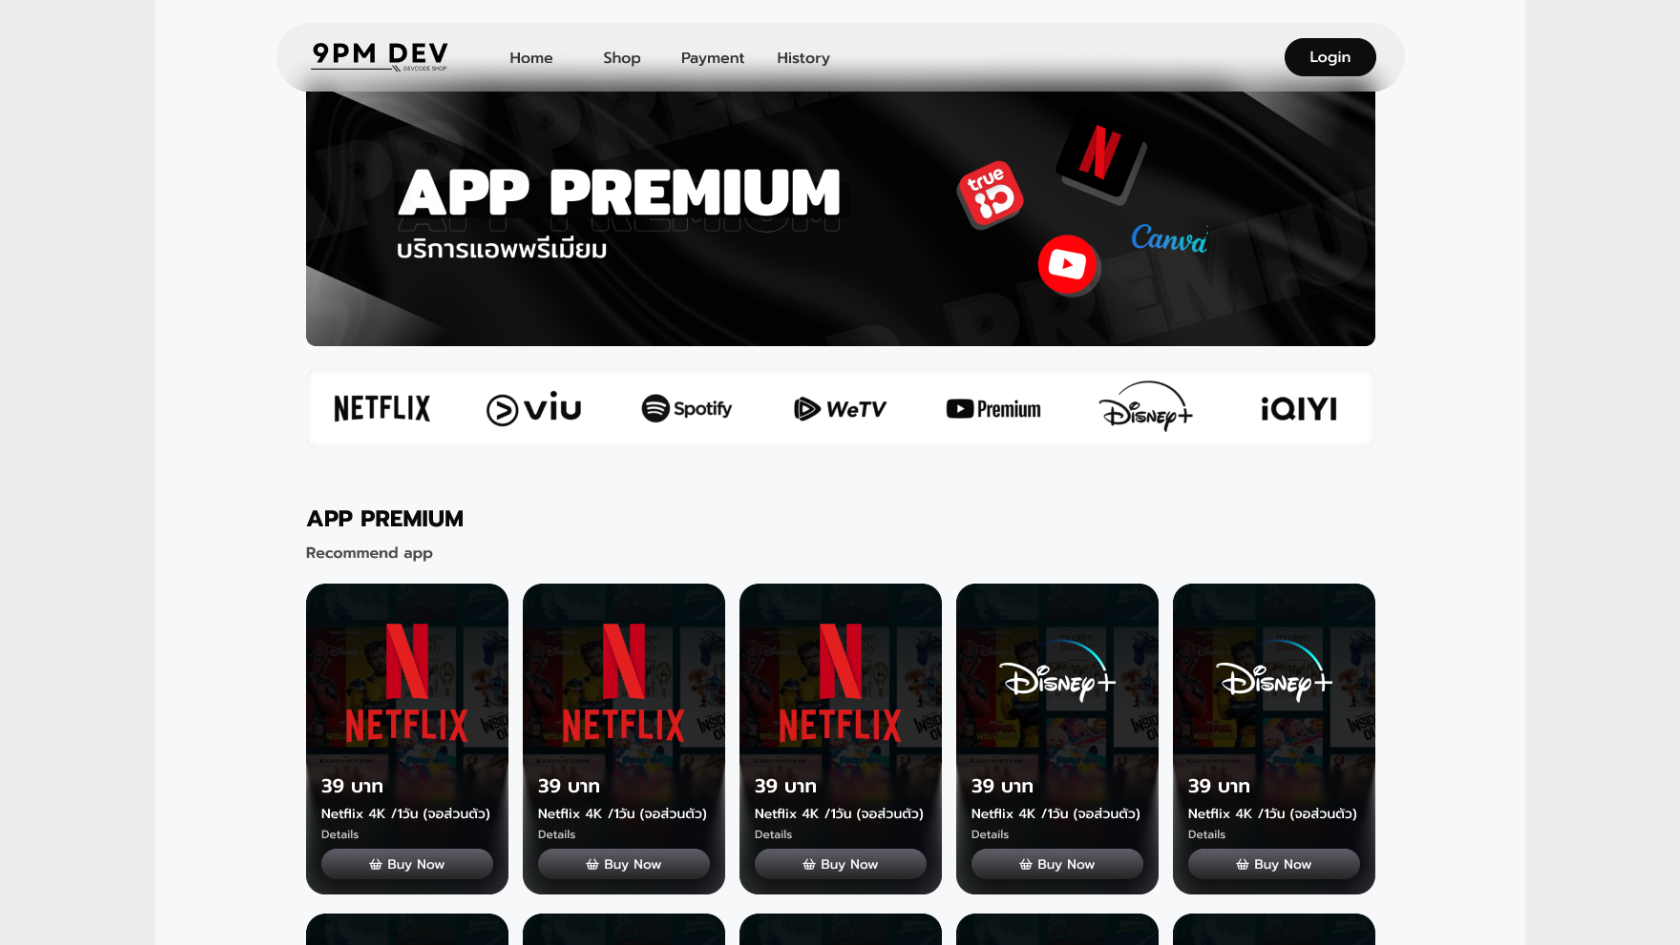 9PM DEV
DEVCODE SHOP
Home
Shop
Payment
History
Login
APP PREMIUM
บริการแอพพรีเมียม
true iD
N
Canva
NETFLIX
viu
Spotify
WeTV
Premium
Disney+
iQIYI
APP PREMIUM
Recommend app
N
NETFLIX
39 บาท
Netflix 4K /1วัน (จอส่วนตัว)
Details
Buy Now
N
NETFLIX
39 บาท
Netflix 4K /1วัน (จอส่วนตัว)
Details
Buy Now
N
NETFLIX
39 บาท
Netflix 4K /1วัน (จอส่วนตัว)
Details
Buy Now
Disney+
39 บาท
Netflix 4K /1วัน (จอส่วนตัว)
Details
Buy Now
Disney+
39 บาท
Netflix 4K /1วัน (จอส่วนตัว)
Details
Buy Now